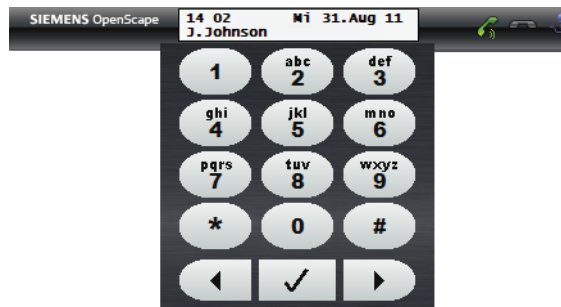 SIEMENS OpenScape
14 02 Mi 31.Aug 11
J.Johnson
1
abc
2
def
3
ghi
4
jkl
5
mno
6
pqrs
7
tuv
8
wxyz
9
*
0
#